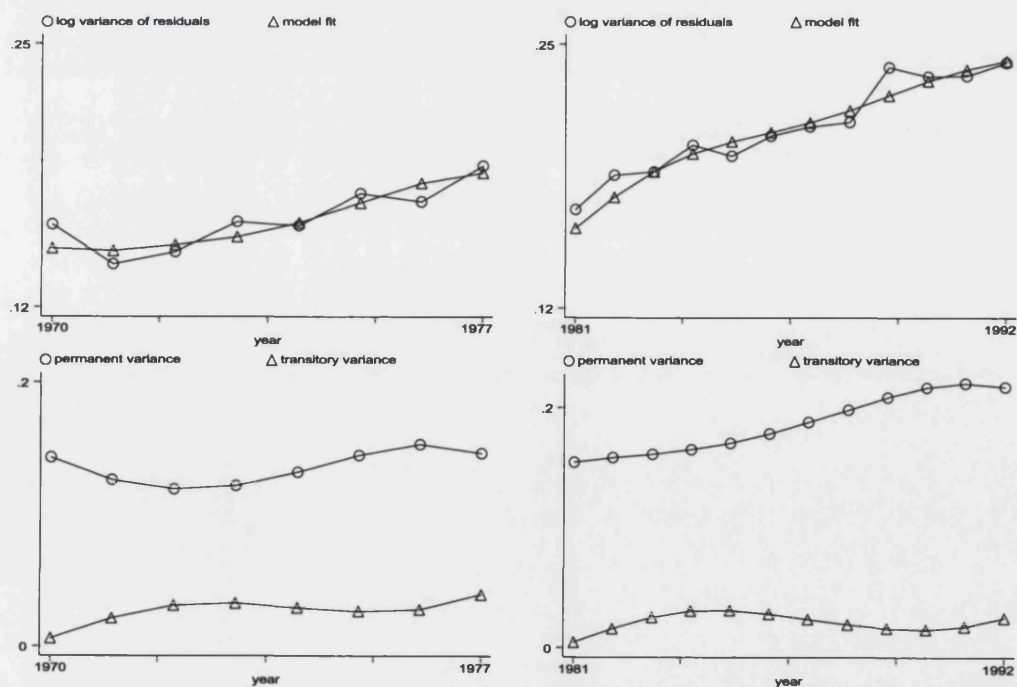 log variance of residuals model fit
.25
.12
1970 1977
year
log variance of residuals model fit
.25
.12
1981 1992
year
permanent variance transitory variance
.2
0
1970 1977
year
permanent variance transitory variance
.2
0
1981 1992
year